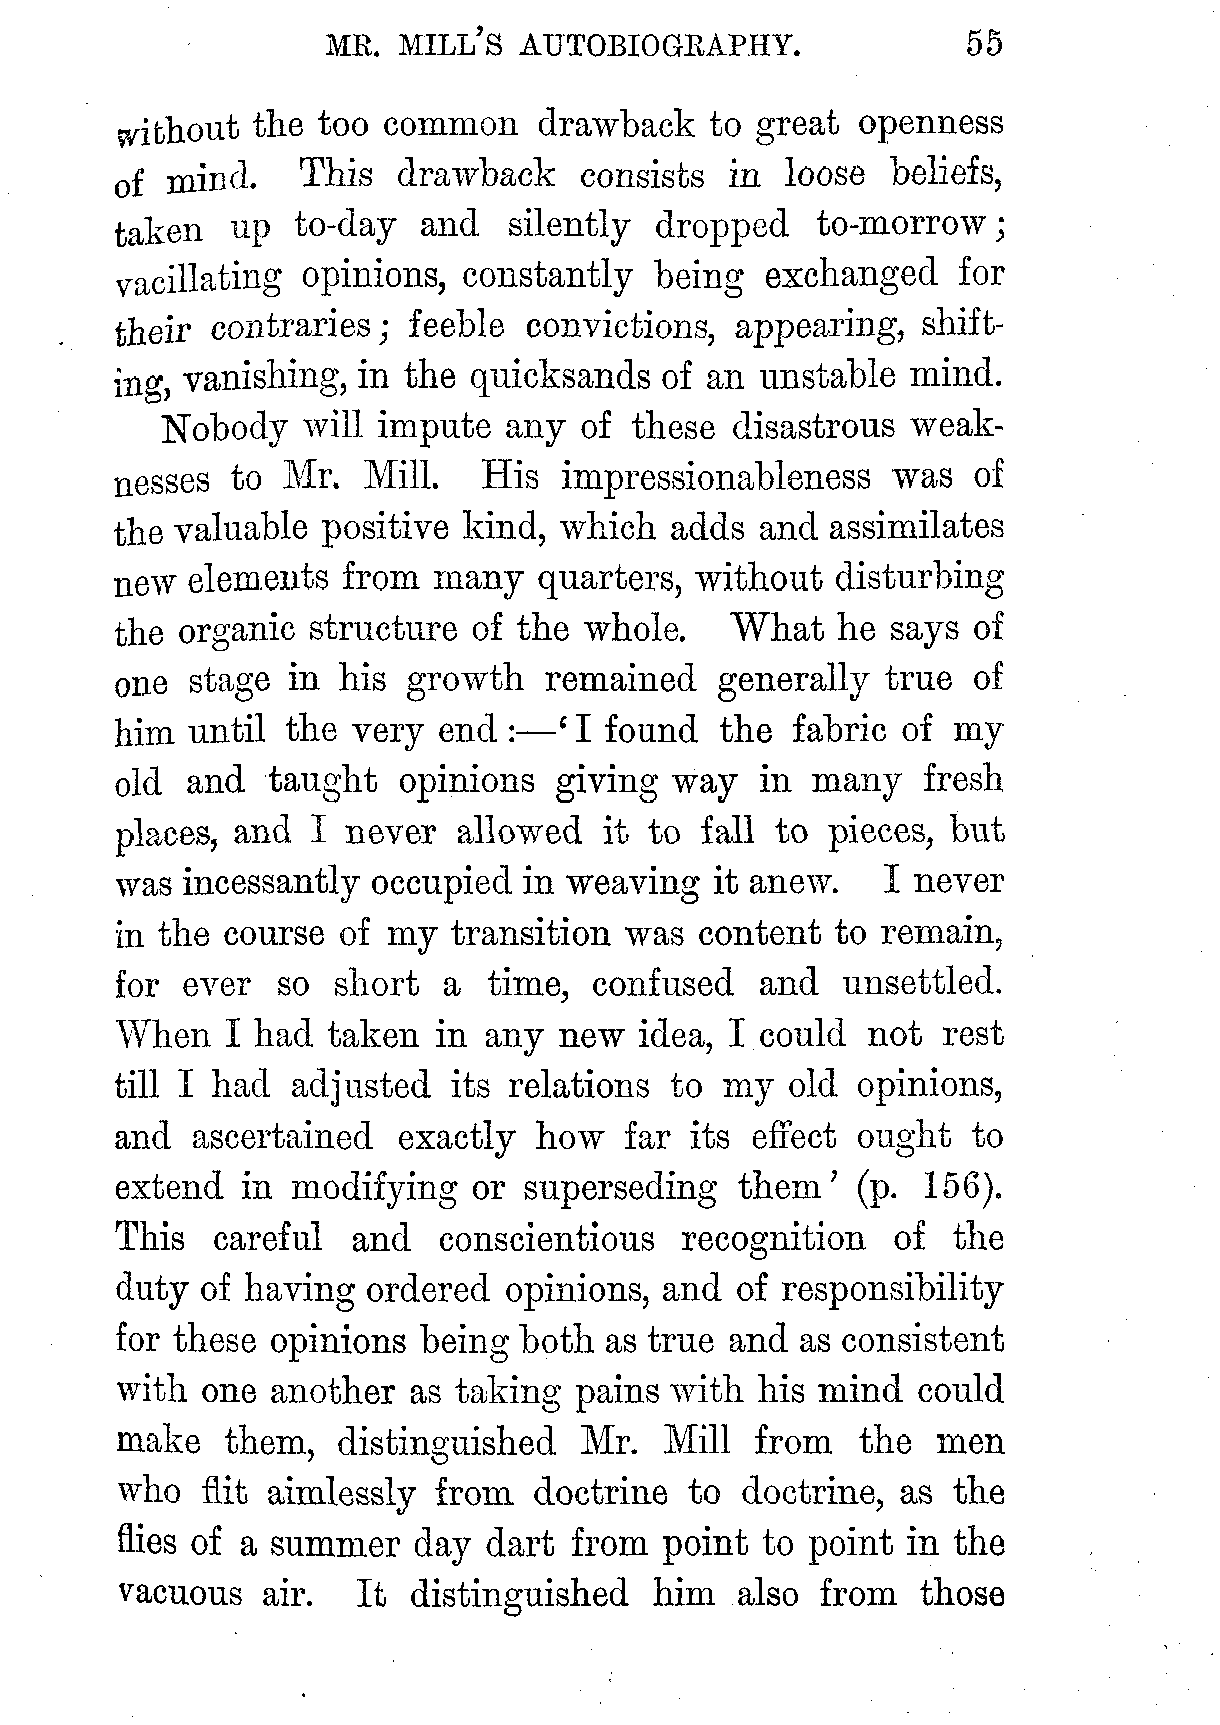 MR. MILL'S AUTOBIOGRAPHY. 55
without the too common drawback to great openness
of mind. This drawback consists in loose beliefs,
taken up to-day and silently dropped to-morrow;
vacillating opinions, constantly being exchanged for
their contraries; feeble convictions, appearing, shift-
ing, vanishing, in the quicksands of an unstable mind.
Nobody will impute any of these disastrous weak-
nesses to Mr. Mill. His impressionableness was of
the valuable positive kind, which adds and assimilates
new elements from many quarters, without disturbing
the organic structure of the whole. What he says of
one stage in his growth remained generally true of
him until the very end:—‘I found the fabric of my
old and taught opinions giving way in many fresh
places, and I never allowed it to fall to pieces, but
was incessantly occupied in weaving it anew. I never
in the course of my transition was content to remain,
for ever so short a time, confused and unsettled.
When I had taken in any new idea, I could not rest
till I had adjusted its relations to my old opinions,
and ascertained exactly how far its effect ought to
extend in modifying or superseding them’ (p. 156).
This careful and conscientious recognition of the
duty of having ordered opinions, and of responsibility
for these opinions being both as true and as consistent
with one another as taking pains with his mind could
make them, distinguished Mr. Mill from the men
who flit aimlessly from doctrine to doctrine, as the
flies of a summer day dart from point to point in the
vacuous air. It distinguished him also from those